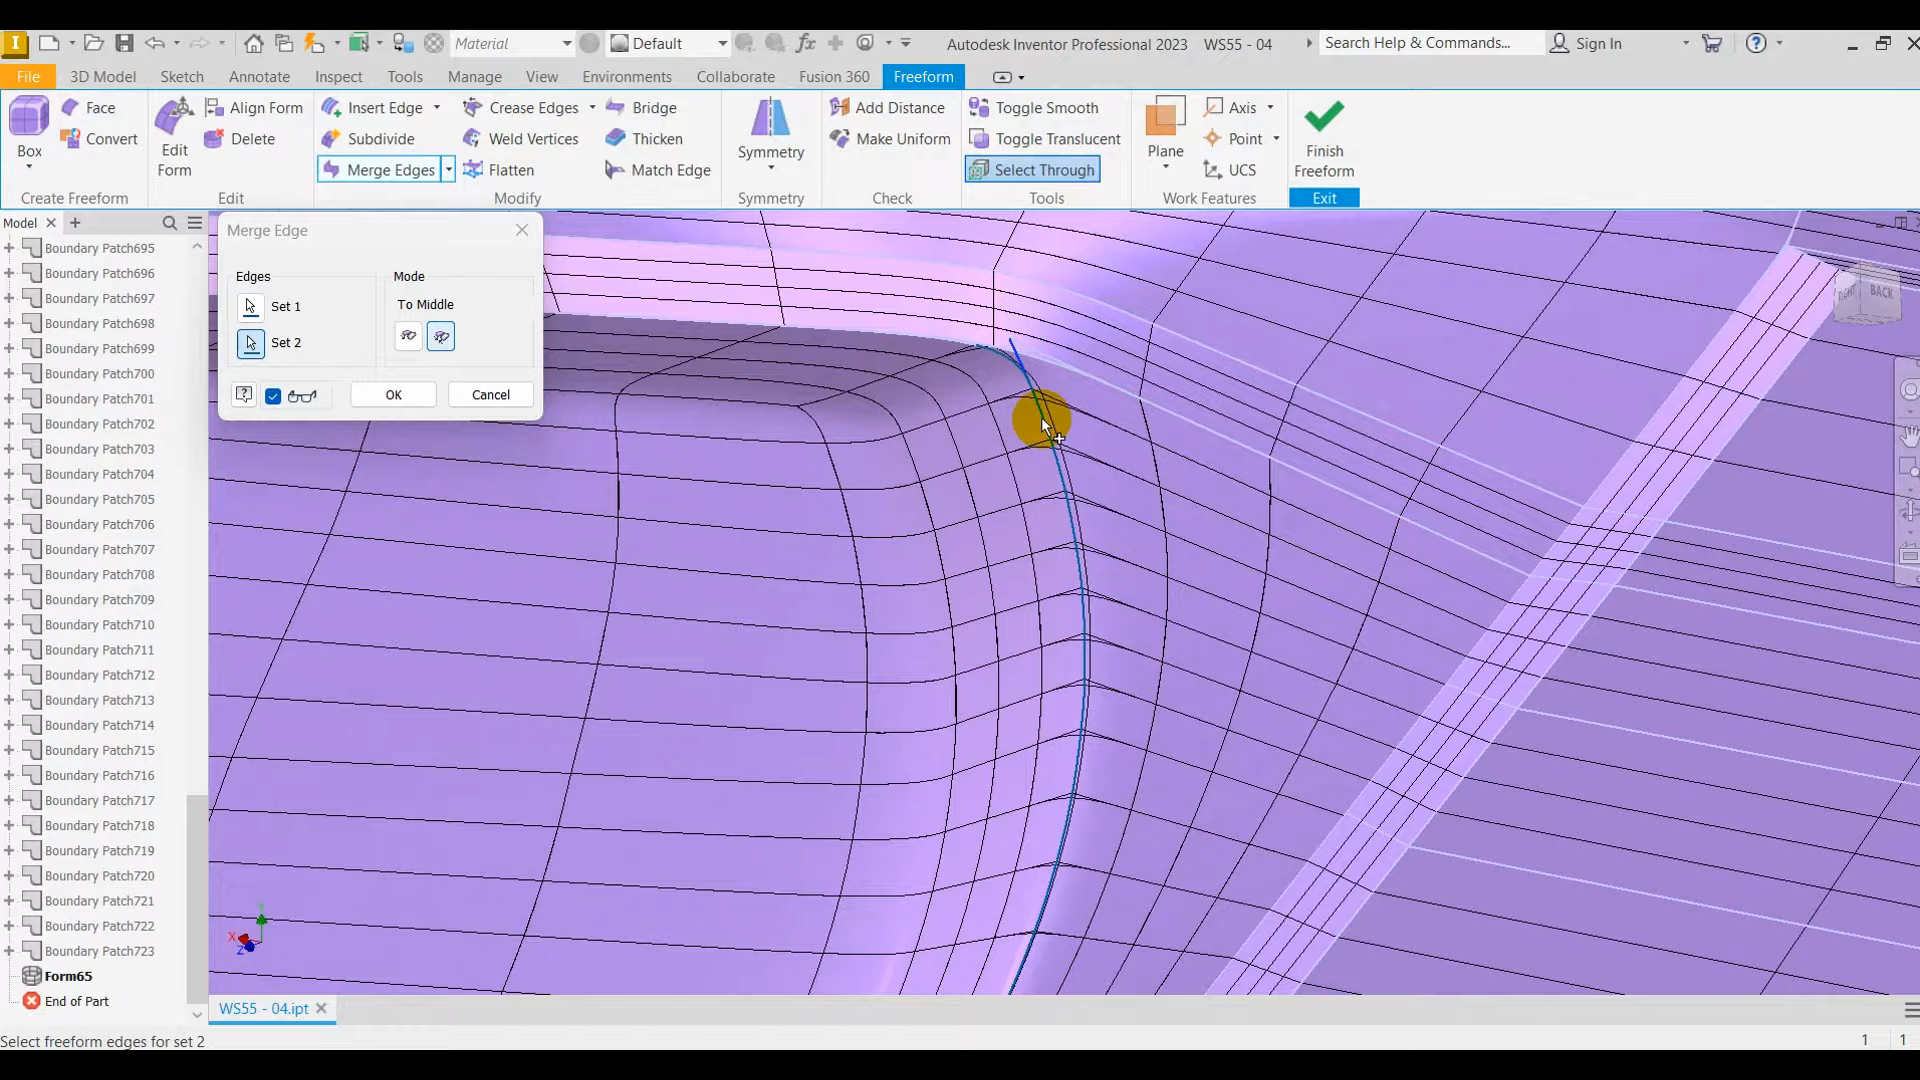 Material
Default
Autodesk Inventor Professional 2023 WS55 - 04
Search Help & Commands...
Sign In
File
3D Model
Sketch
Annotate
Inspect
Tools
Manage
View
Environments
Collaborate
Fusion 360
Freeform
Box
Face
Convert
Create Freeform
Edit Form
Align Form
Delete
Edit
Insert Edge
Subdivide
Merge Edges
Crease Edges
Weld Vertices
Flatten
Bridge
Thicken
Match Edge
Modify
Symmetry
Symmetry
Add Distance
Make Uniform
Check
Toggle Smooth
Toggle Translucent
Select Through
Tools
Plane
Axis
Point
UCS
Work Features
Finish
Freeform
Exit
Model
Boundary Patch695
Boundary Patch696
Boundary Patch697
Boundary Patch698
Boundary Patch699
Boundary Patch700
Boundary Patch701
Boundary Patch702
Boundary Patch703
Boundary Patch704
Boundary Patch705
Boundary Patch706
Boundary Patch707
Boundary Patch708
Boundary Patch709
Boundary Patch710
Boundary Patch711
Boundary Patch712
Boundary Patch713
Boundary Patch714
Boundary Patch715
Boundary Patch716
Boundary Patch717
Boundary Patch718
Boundary Patch719
Boundary Patch720
Boundary Patch721
Boundary Patch722
Boundary Patch723
Form65
End of Part
Merge Edge
Edges
Set 1
Set 2
Mode
To Middle
OK
Cancel
RIGHT
BACK
X
Y
Z
WS55 - 04.ipt
Select freeform edges for set 2
1 1